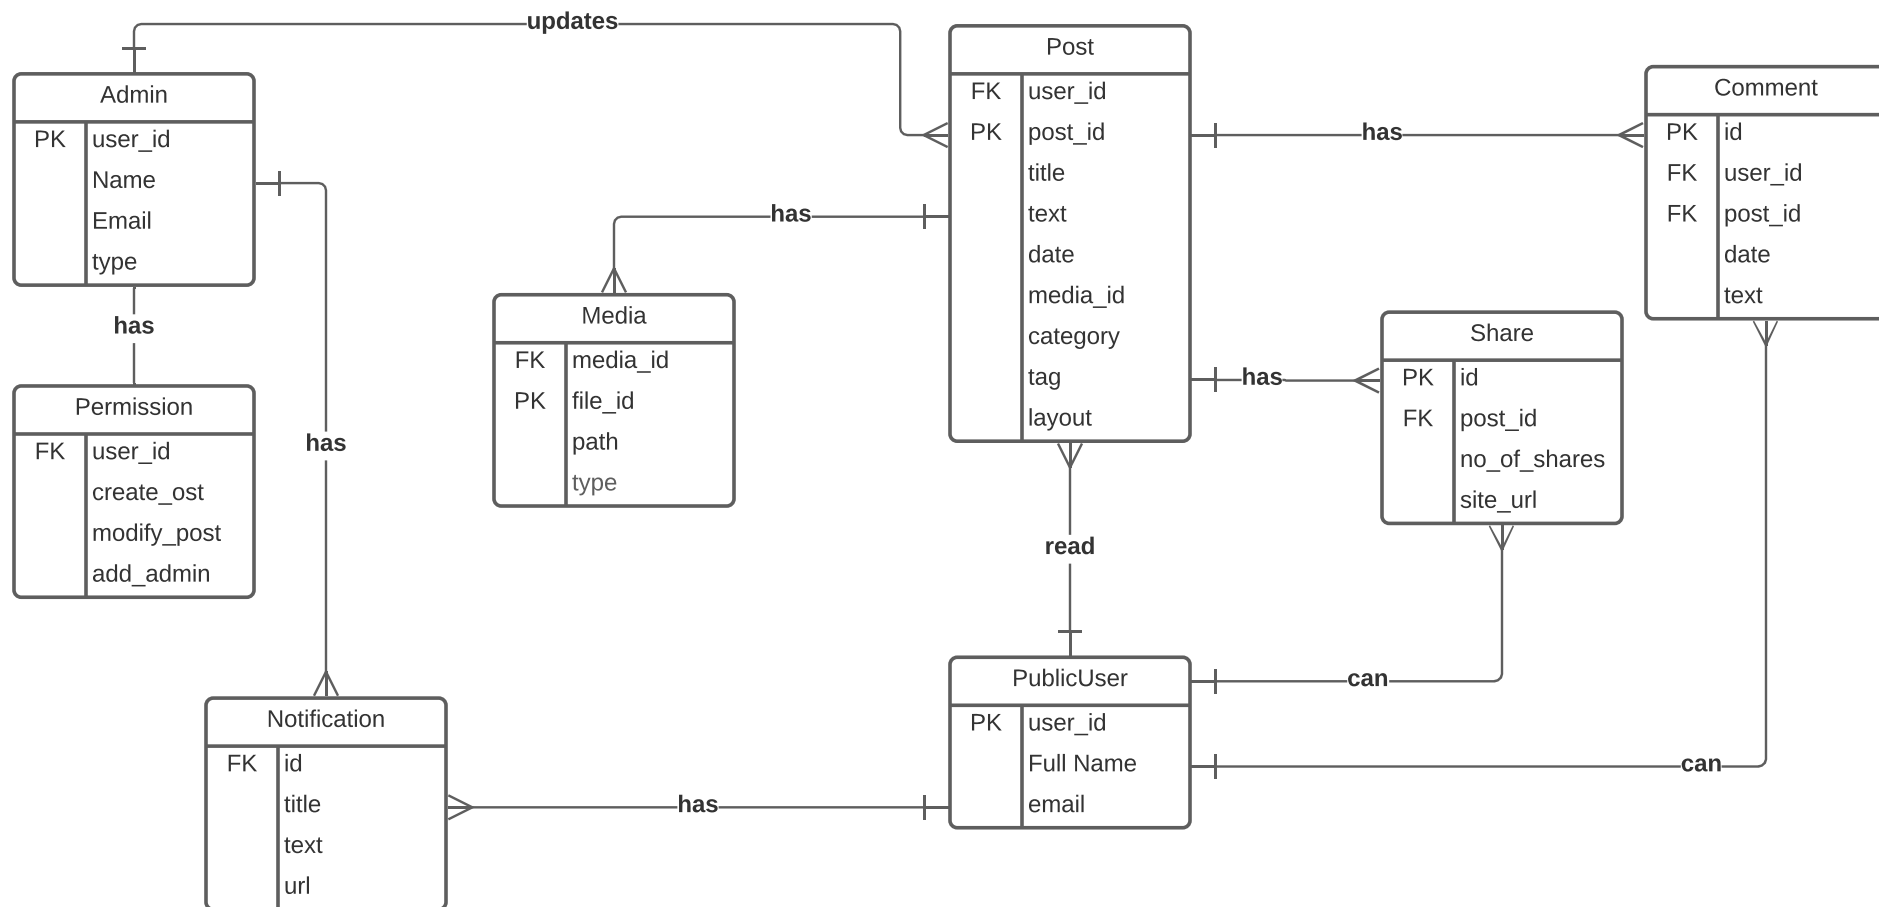 updates
Admin
PK user_id
Name
Email
type
has
Permission
FK user_id
create_ost
modify_post
add_admin
has
Notification
FK id
title
text
url
has
Media
FK media_id
PK file_id
path
type
has
Post
FK user_id
PK post_id
title
text
date
media_id
category
tag
layout
read
PublicUser
PK user_id
Full Name
email
has
has
Comment
PK id
FK user_id
FK post_id
date
text
has
Share
PK id
FK post_id
no_of_shares
site_url
can
can